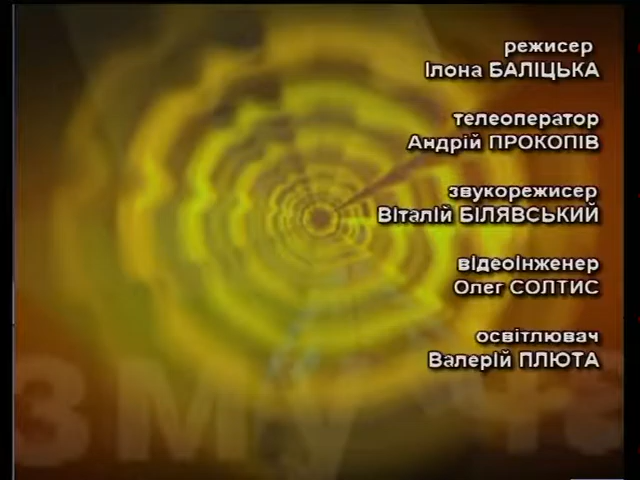 режисер
Ілона БАЛІЦЬКА
телеоператор
Андрій ПРОКОПІВ
звукорежисер
Віталій БІЛЯВСЬКИЙ
відеоінженер
Олег СОЛТИС
освітлювач
Валерій ПЛЮТА